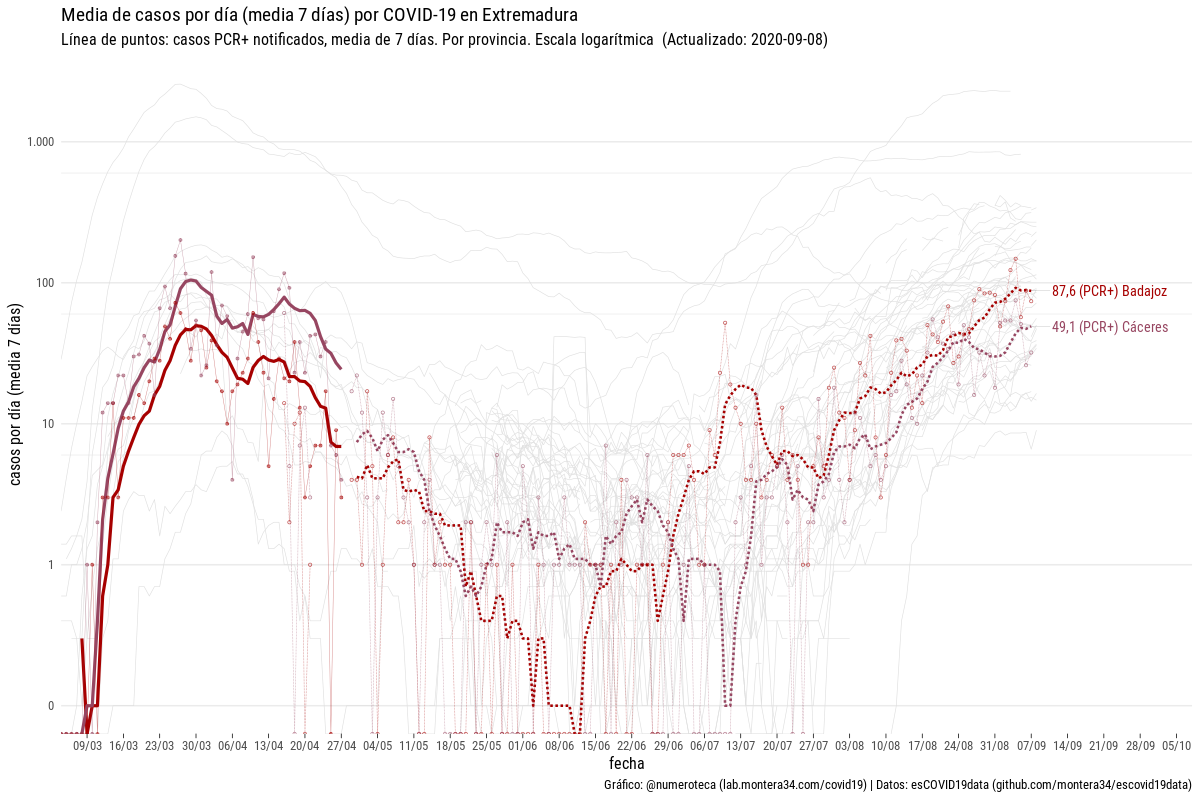 Media de casos por día (media 7 días) por COVID-19 en Extremadura
Línea de puntos: casos PCR+ notificados, media de 7 días. Por provincia. Escala logarítmica (Actualizado: 2020-09-08)
casos por día (media 7 días)
1.000
100
10
1
0
87,6 (PCR+) Badajoz
49,1 (PCR+) Cáceres
09/03 16/03 23/03 30/03 06/04 13/04 20/04 27/04 04/05 11/05 18/05 25/05 01/06 08/06 15/06 22/06 29/06 06/07 13/07 20/07 27/07 03/08 10/08 17/08 24/08 31/08 07/09 14/09 21/09 28/09 05/10
fecha
Gráfico: @numeroteca (lab.montera34.com/covid19) | Datos: esCOVID19data (github.com/montera34/escovid19data)